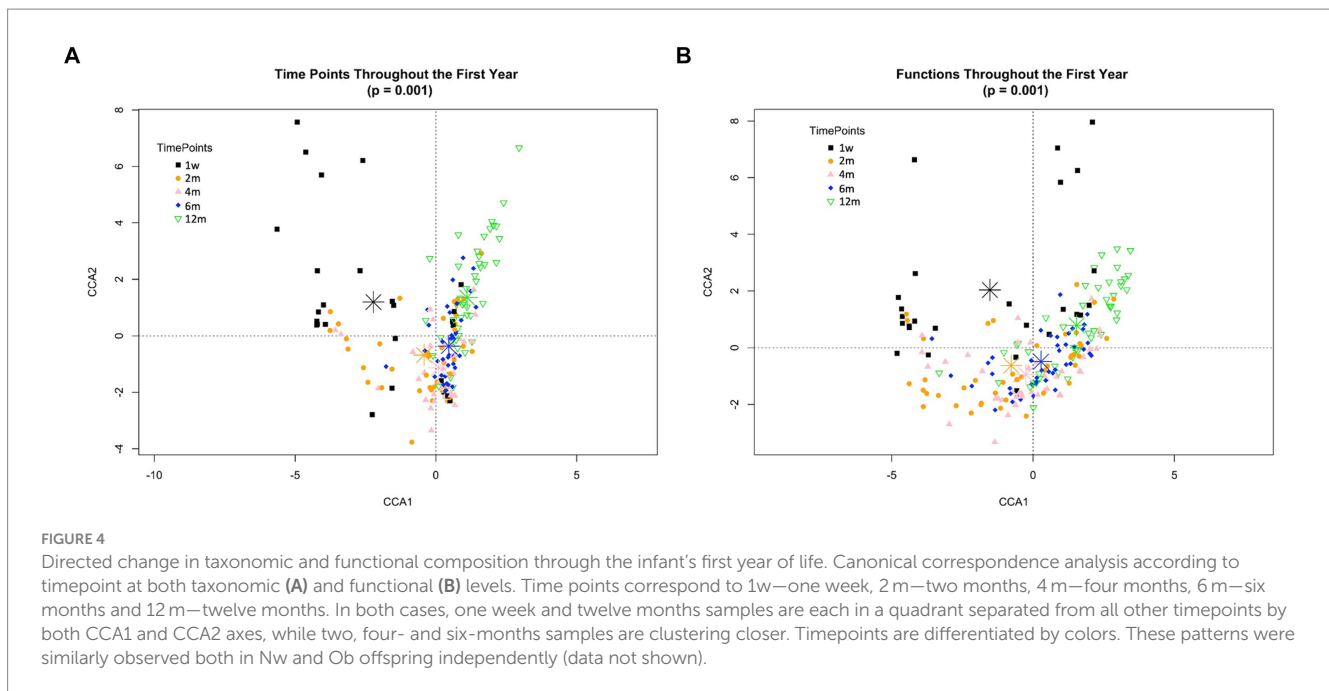 A
Time Points Throughout the First Year
(p = 0.001)
8
6
4
2
0
-2
-4
CCA2
TimePoints
1w
2m
4m
6m
12m
-10
-5
0
5
CCA1
B
Functions Throughout the First Year
(p = 0.001)
8
6
4
2
0
-2
CCA2
TimePoints
1w
2m
4m
6m
12m
-5
0
5
CCA1
FIGURE 4
Directed change in taxonomic and functional composition through the infant's first year of life. Canonical correspondence analysis according to
timepoint at both taxonomic (A) and functional (B) levels. Time points correspond to 1w—one week, 2 m—two months, 4 m—four months, 6 m—six
months and 12 m—twelve months. In both cases, one week and twelve months samples are each in a quadrant separated from all other timepoints by
both CCA1 and CCA2 axes, while two, four- and six-months samples are clustering closer. Timepoints are differentiated by colors. These patterns were
similarly observed both in Nw and Ob offspring independently (data not shown).